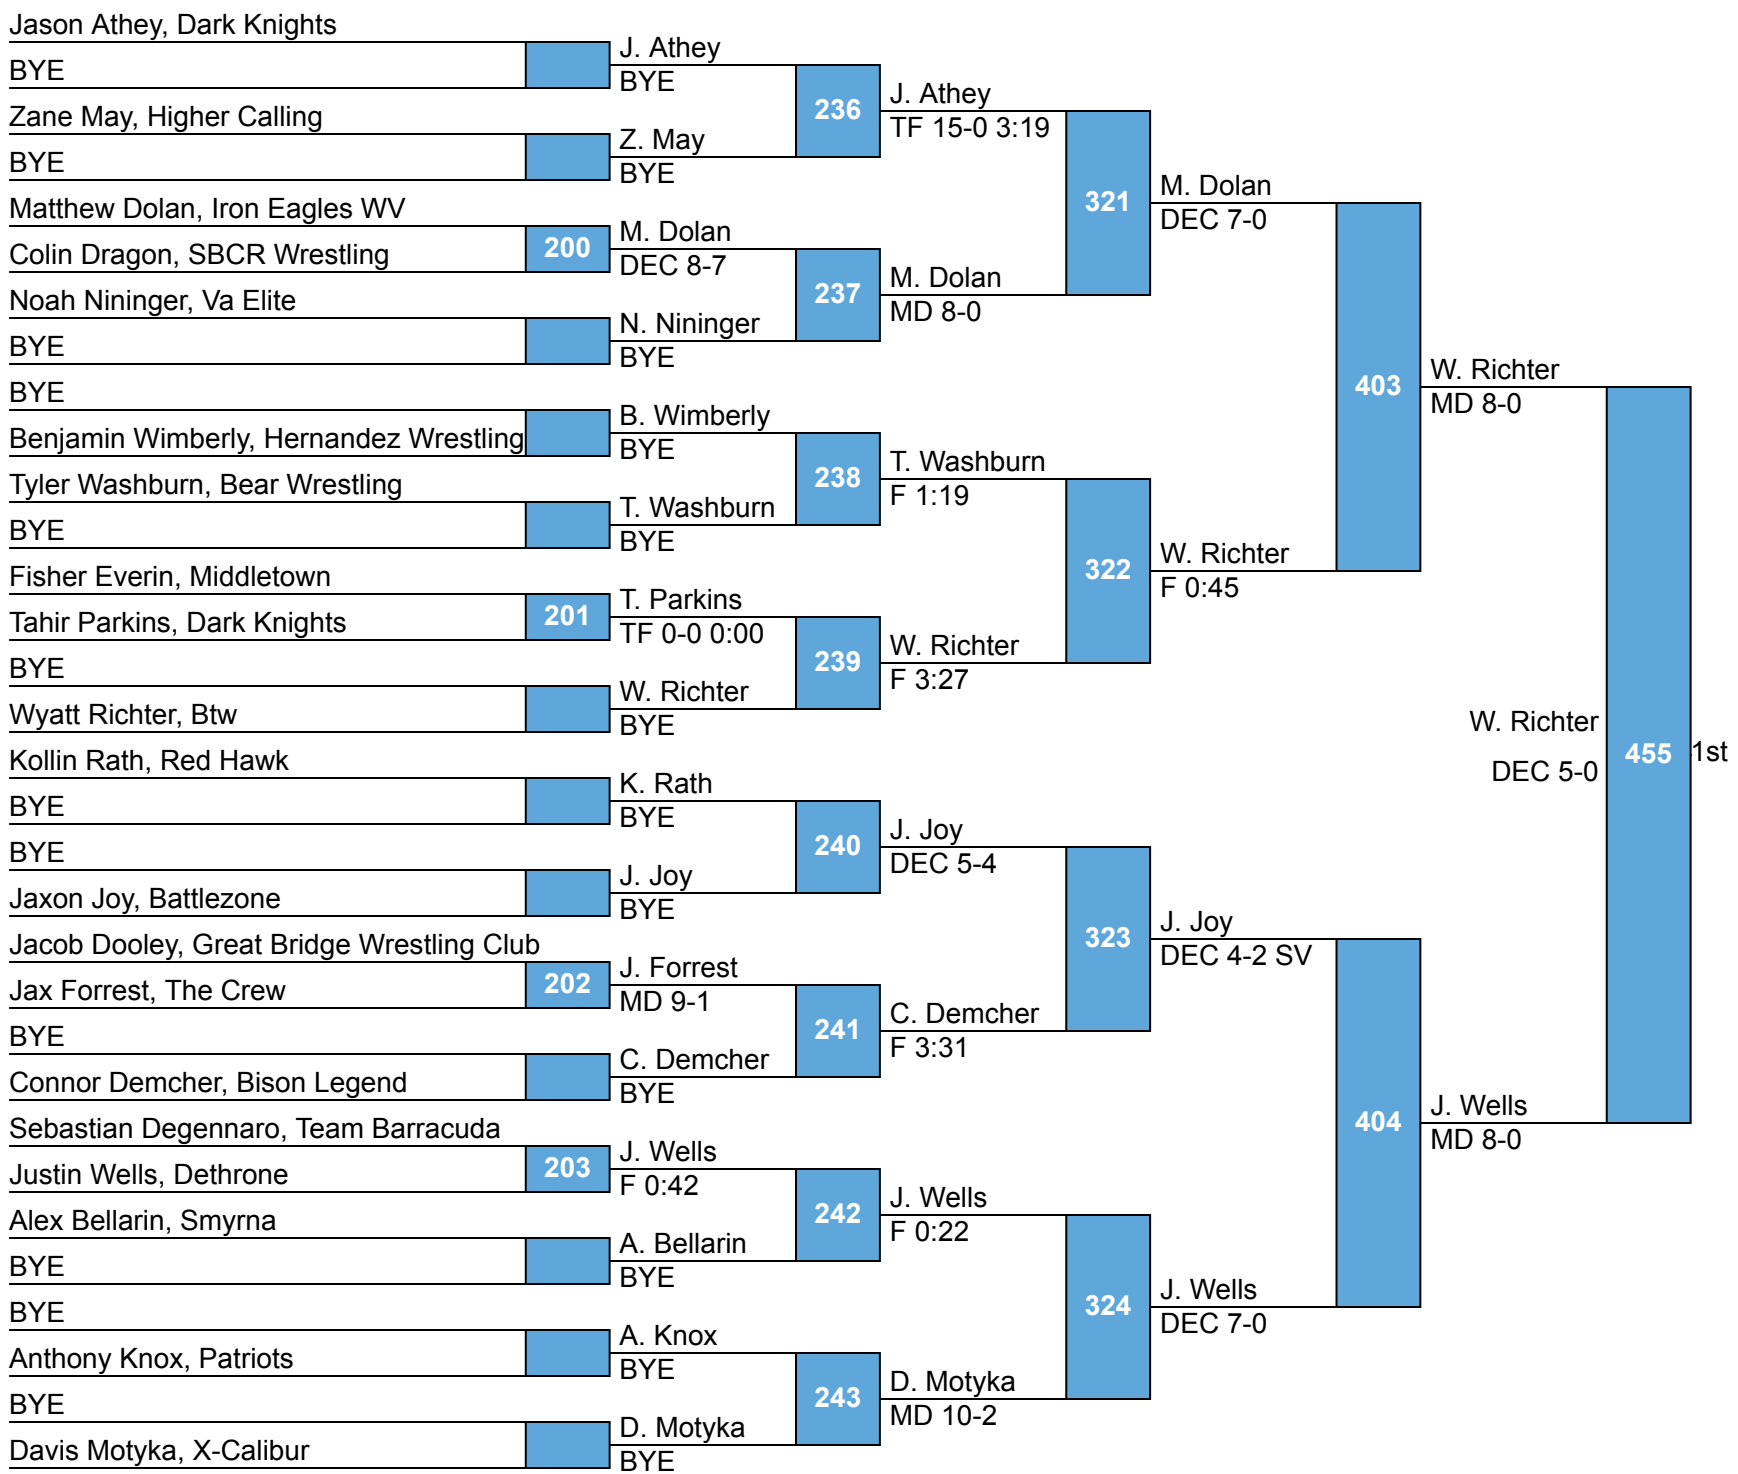 Jason Athey, Dark Knights
BYE
Zane May, Higher Calling
BYE
Matthew Dolan, Iron Eagles WV
200
Colin Dragon, SBCR Wrestling
Noah Nininger, Va Elite
BYE
BYE
Benjamin Wimberly, Hernandez Wrestling
Tyler Washburn, Bear Wrestling
BYE
Fisher Everin, Middletown
201
Tahir Parkins, Dark Knights
BYE
Wyatt Richter, Btw
Kollin Rath, Red Hawk
BYE
BYE
Jaxon Joy, Battlezone
Jacob Dooley, Great Bridge Wrestling Club
202
Jax Forrest, The Crew
BYE
Connor Demcher, Bison Legend
Sebastian Degennaro, Team Barracuda
203
Justin Wells, Dethrone
Alex Bellarin, Smyrna
BYE
BYE
Anthony Knox, Patriots
BYE
Davis Motyka, X-Calibur
J. Athey
BYE
236
Z. May
BYE
M. Dolan
DEC 8-7
237
N. Nininger
BYE
B. Wimberly
BYE
238
T. Washburn
BYE
T. Parkins
TF 0-0 0:00
239
W. Richter
BYE
K. Rath
BYE
240
J. Joy
BYE
J. Forrest
MD 9-1
241
C. Demcher
BYE
J. Wells
F 0:42
242
A. Bellarin
BYE
A. Knox
BYE
243
D. Motyka
BYE
J. Athey
TF 15-0 3:19
321
M. Dolan
MD 8-0
T. Washburn
F 1:19
322
W. Richter
F 3:27
J. Joy
DEC 5-4
323
C. Demcher
F 3:31
J. Wells
F 0:22
324
D. Motyka
MD 10-2
M. Dolan
DEC 7-0
403
W. Richter
F 0:45
J. Joy
DEC 4-2 SV
404
J. Wells
DEC 7-0
W. Richter
MD 8-0
W. Richter
DEC 5-0
455
1st
J. Wells
MD 8-0